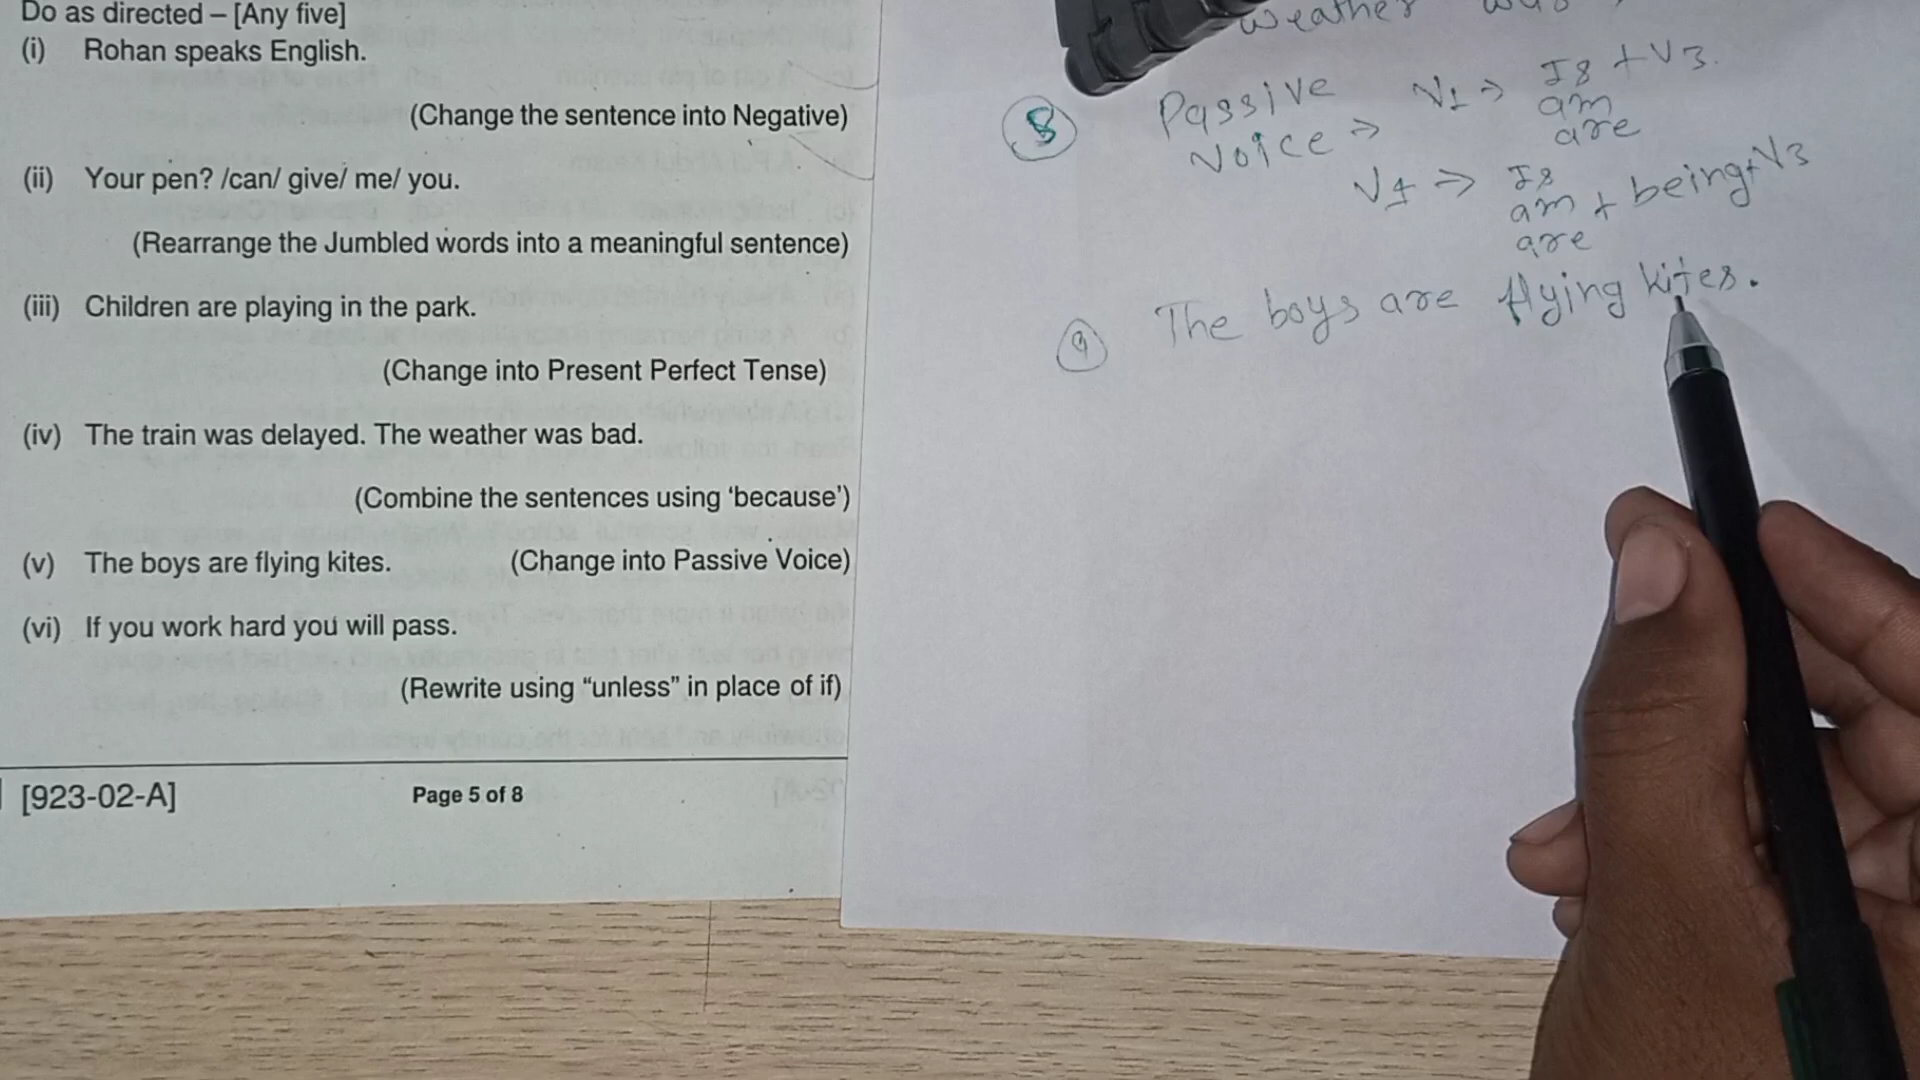 Do as directed – [Any five]
(i) Rohan speaks English.
(Change the sentence into Negative)
(ii) Your pen? /can/ give/ me/ you.
(Rearrange the Jumbled words into a meaningful sentence)
(iii) Children are playing in the park.
(Change into Present Perfect Tense)
(iv) The train was delayed. The weather was bad.
(Combine the sentences using ‘because’)
(v) The boys are flying kites. (Change into Passive Voice)
(vi) If you work hard you will pass.
(Rewrite using “unless” in place of if)
[923-02-A] Page 5 of 8
weather was
8 Passive V1 ⇒ Is + V3.
am
Voice ⇒ are
V1 ⇒ Is
am + being + V3
are
9 The boys are flying kites.